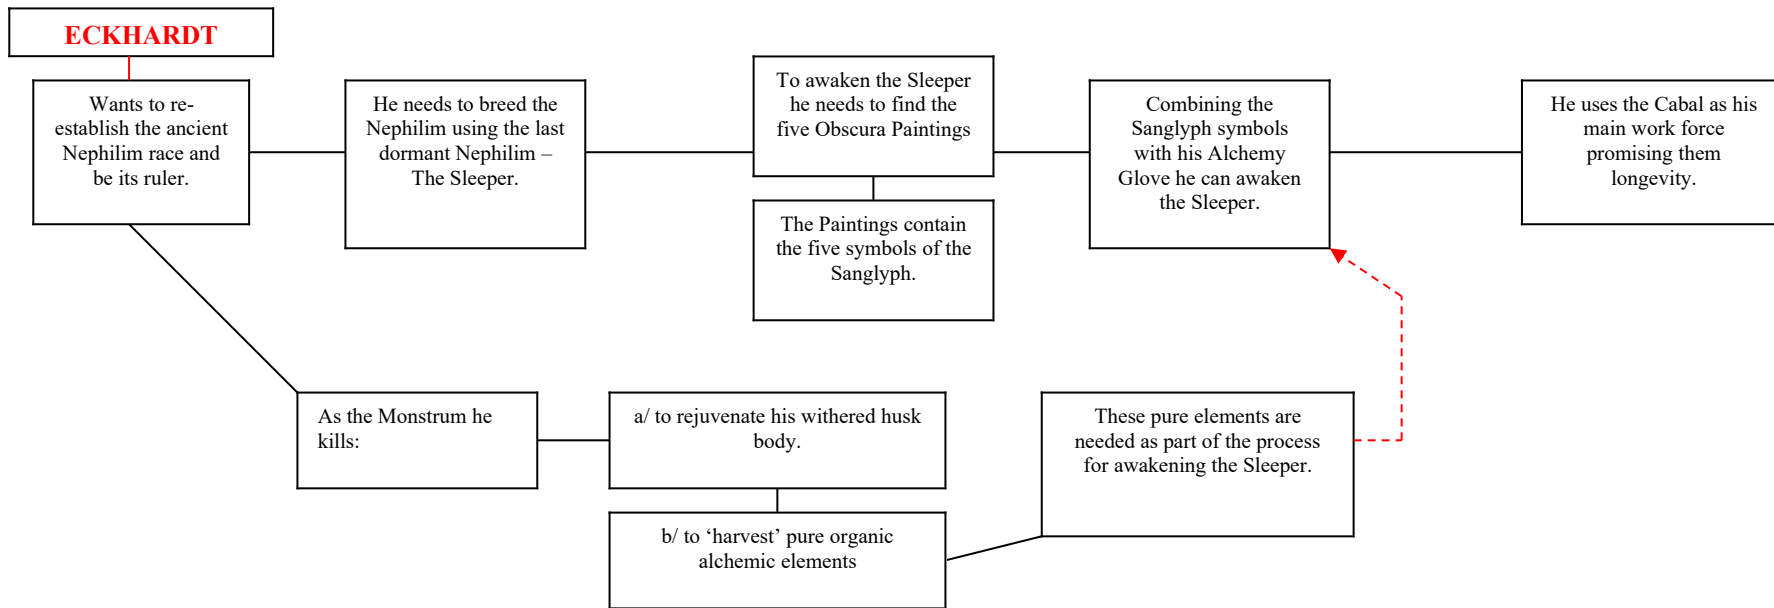 ECKHARDT
Wants to re-
establish the ancient
Nephilim race and
be its ruler.
He needs to breed the
Nephilim using the last
dormant Nephilim –
The Sleeper.
To awaken the Sleeper
he needs to find the
five Obscura Paintings
The Paintings contain
the five symbols of the
Sanglyph.
Combining the
Sanglyph symbols
with his Alchemy
Glove he can awaken
the Sleeper.
He uses the Cabal as his
main work force
promising them
longevity.
As the Monstrum he
kills:
a/ to rejuvenate his withered husk
body.
b/ to ‘harvest’ pure organic
alchemic elements
These pure elements are
needed as part of the process
for awakening the Sleeper.